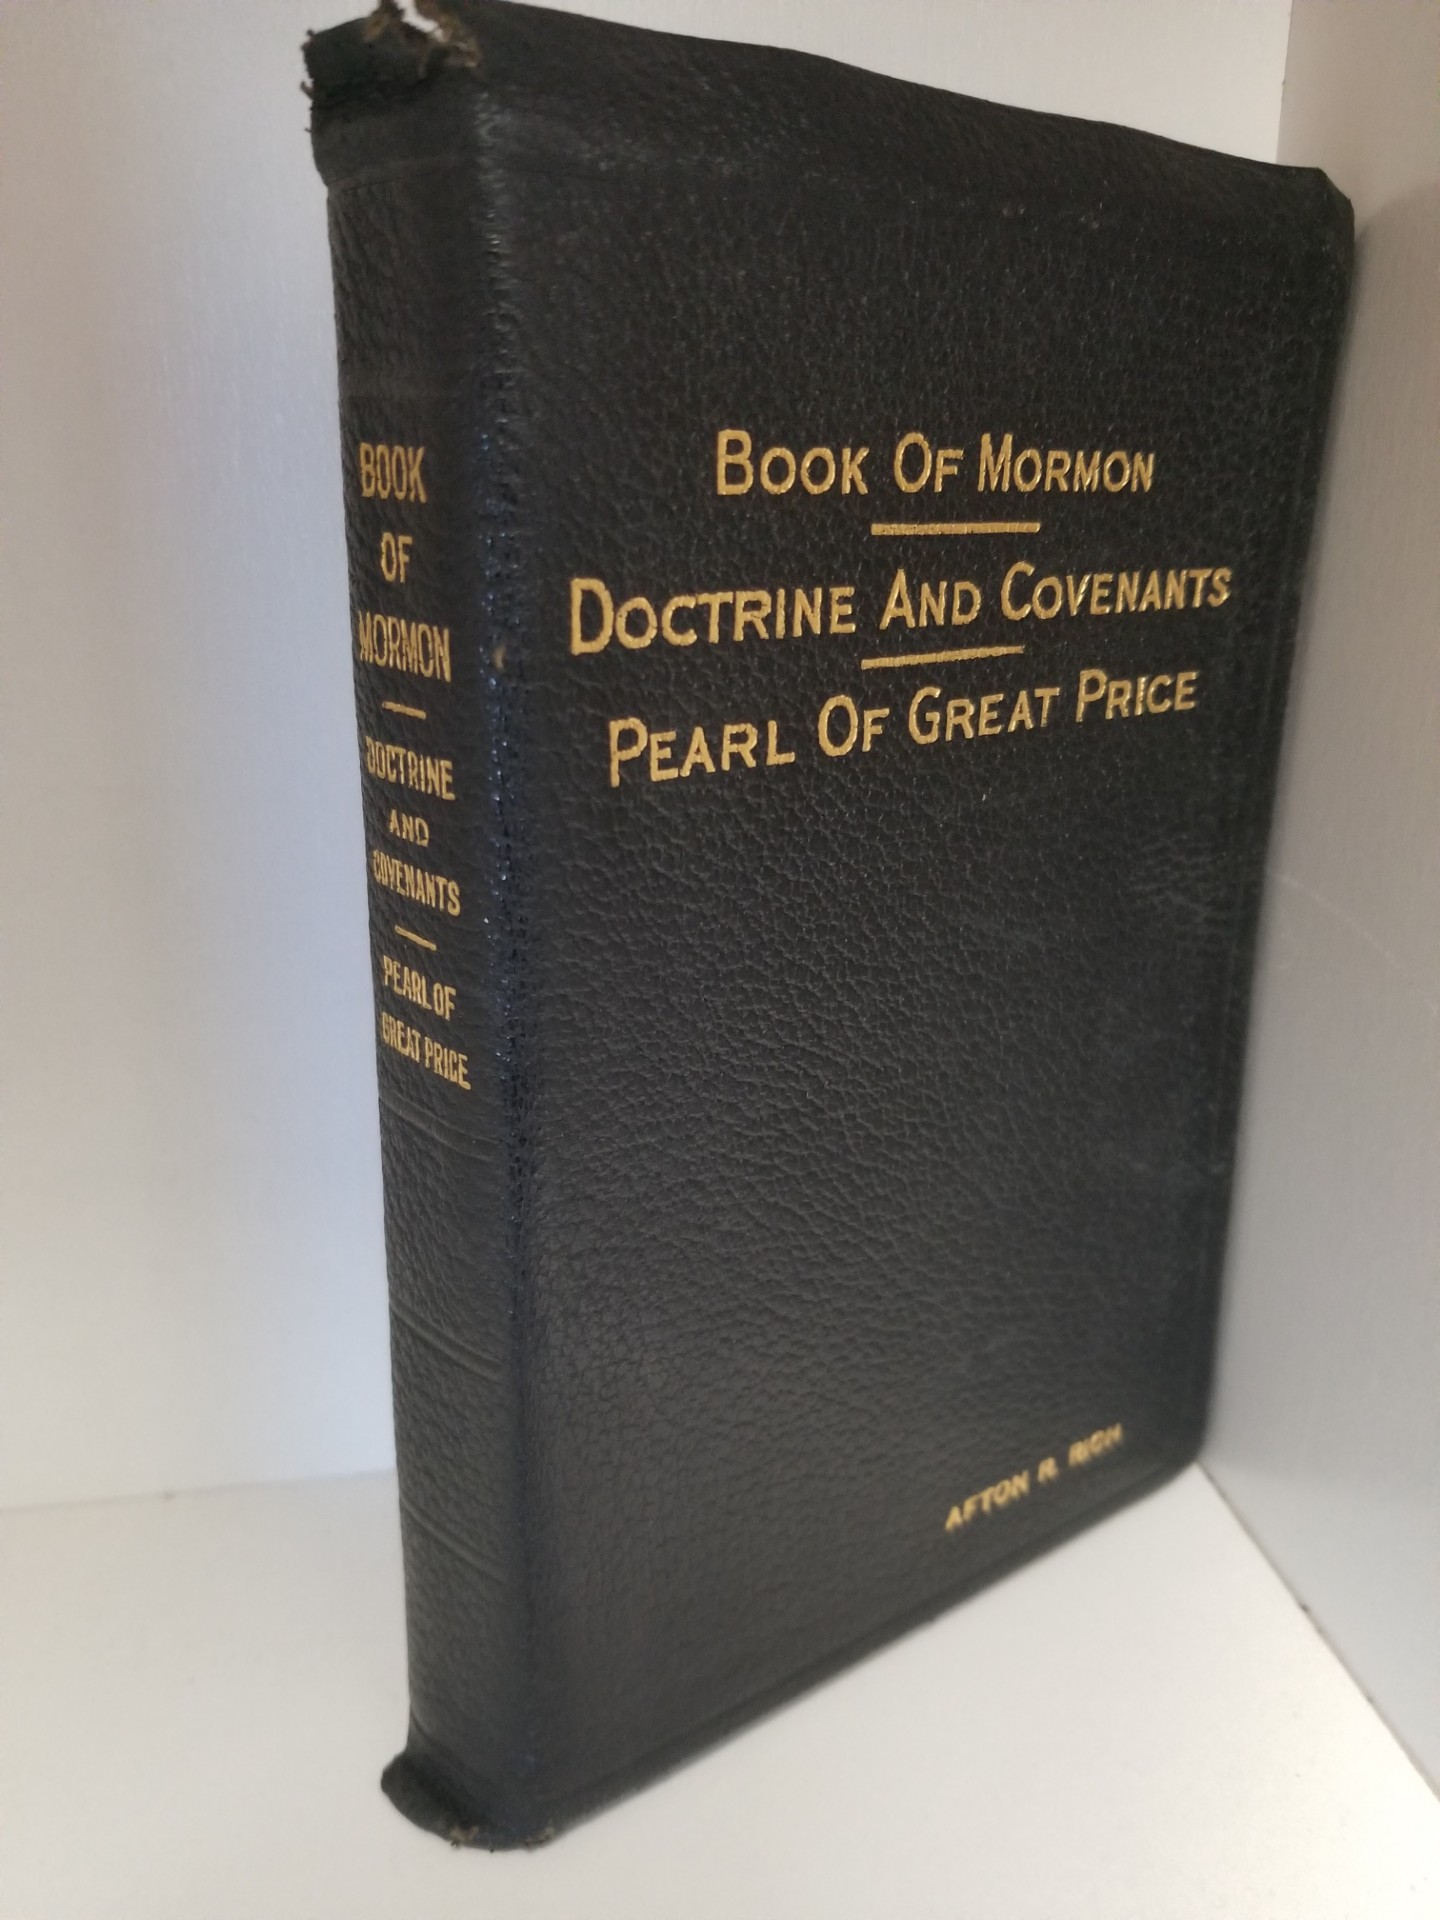 BOOK
OF
MORMON
DOCTRINE
AND
COVENANTS
PEARL OF
GREAT PRICE
BOOK OF MORMON
DOCTRINE AND COVENANTS
PEARL OF GREAT PRICE
AFTON R. RICH